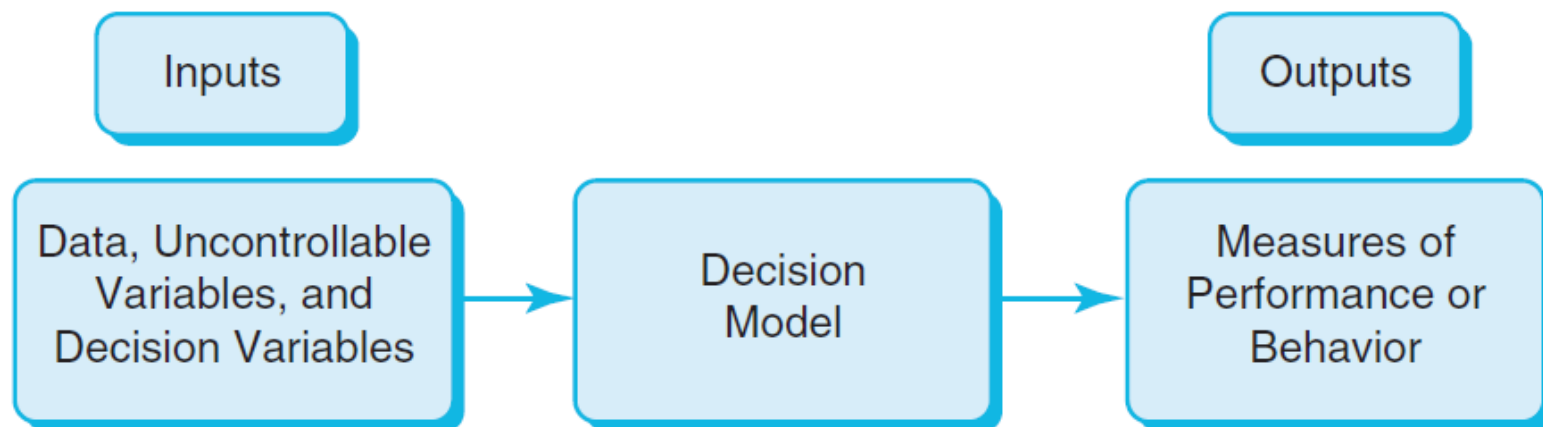 Inputs
Outputs
Data, Uncontrollable
Variables, and
Decision Variables
Decision
Model
Measures of
Performance or
Behavior